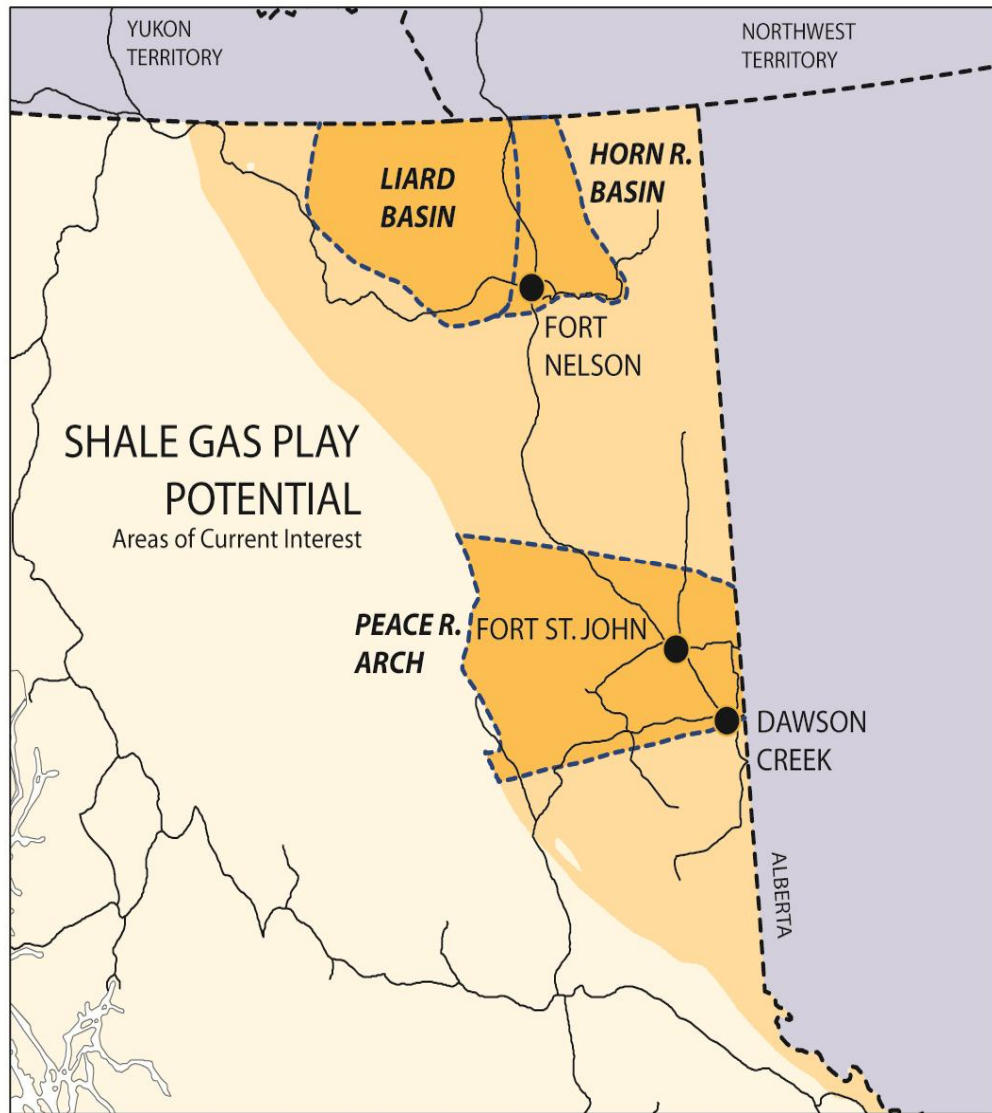 YUKON
TERRITORY
NORTHWEST
TERRITORY
LIARD
BASIN
HORN R.
BASIN
FORT
NELSON
SHALE GAS PLAY
POTENTIAL
Areas of Current Interest
PEACE R.
ARCH
FORT ST. JOHN
DAWSON
CREEK
ALBERTA